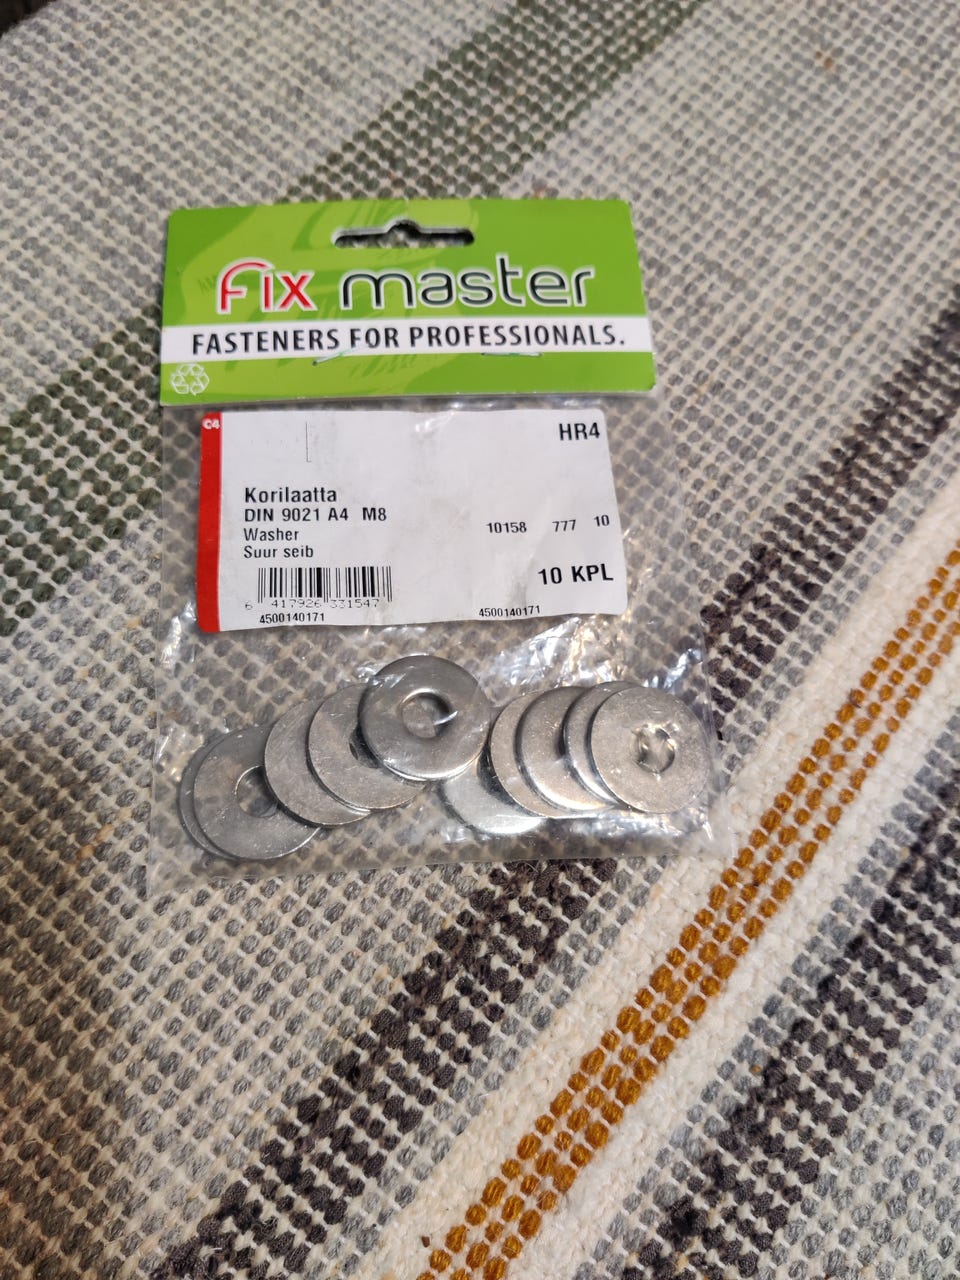 Fix master
FASTENERS FOR PROFESSIONALS.
C4
HR4
Korilaatta
DIN 9021 A4 M8
Washer
Suur seib
10158 777 10
10 KPL
6 417926 331547
4500140171
4500140171